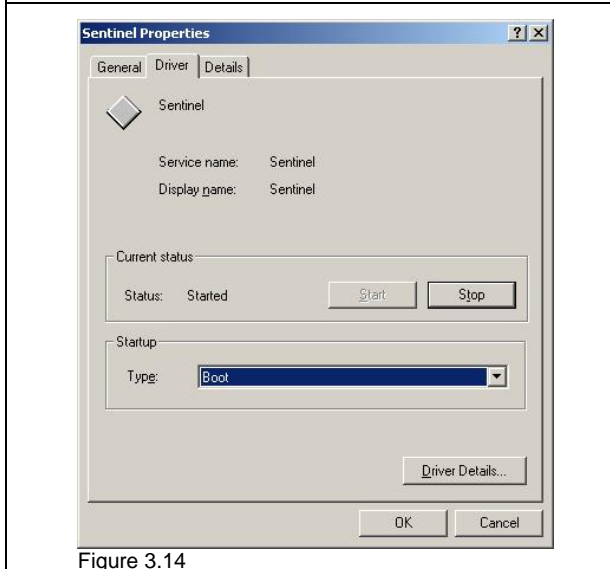 Sentinel Properties
General Driver Details
Sentinel
Service name: Sentinel
Display name: Sentinel
Current status
Status: Started Start Stop
Startup
Type: Boot
Driver Details...
OK Cancel
Figure 3.14